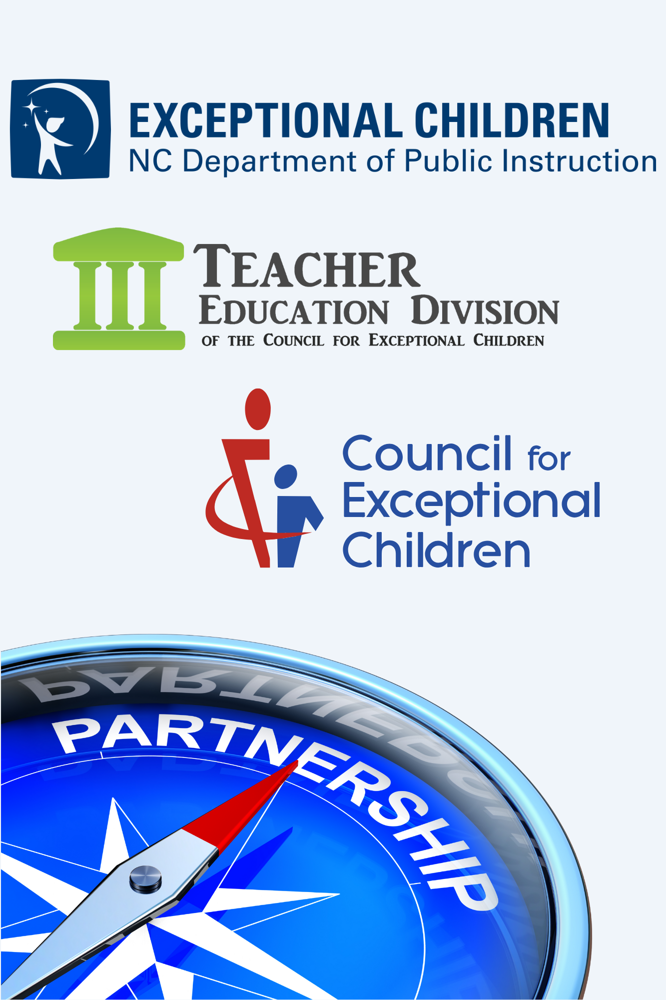 EXCEPTIONAL CHILDREN
NC Department of Public Instruction
TEACHER
EDUCATION DIVISION
OF THE COUNCIL FOR EXCEPTIONAL CHILDREN
Council for
Exceptional
Children
PARTNERSHIP